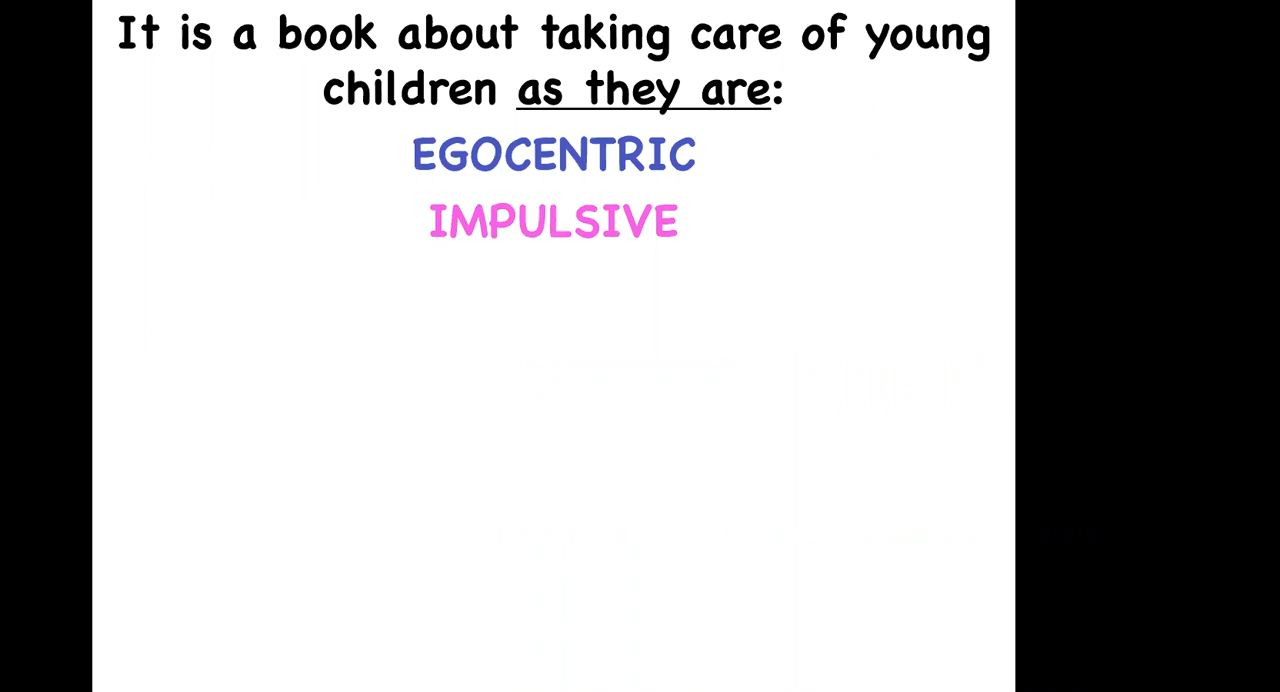 It is a book about taking care of young
children as they are:
EGOCENTRIC
IMPULSIVE